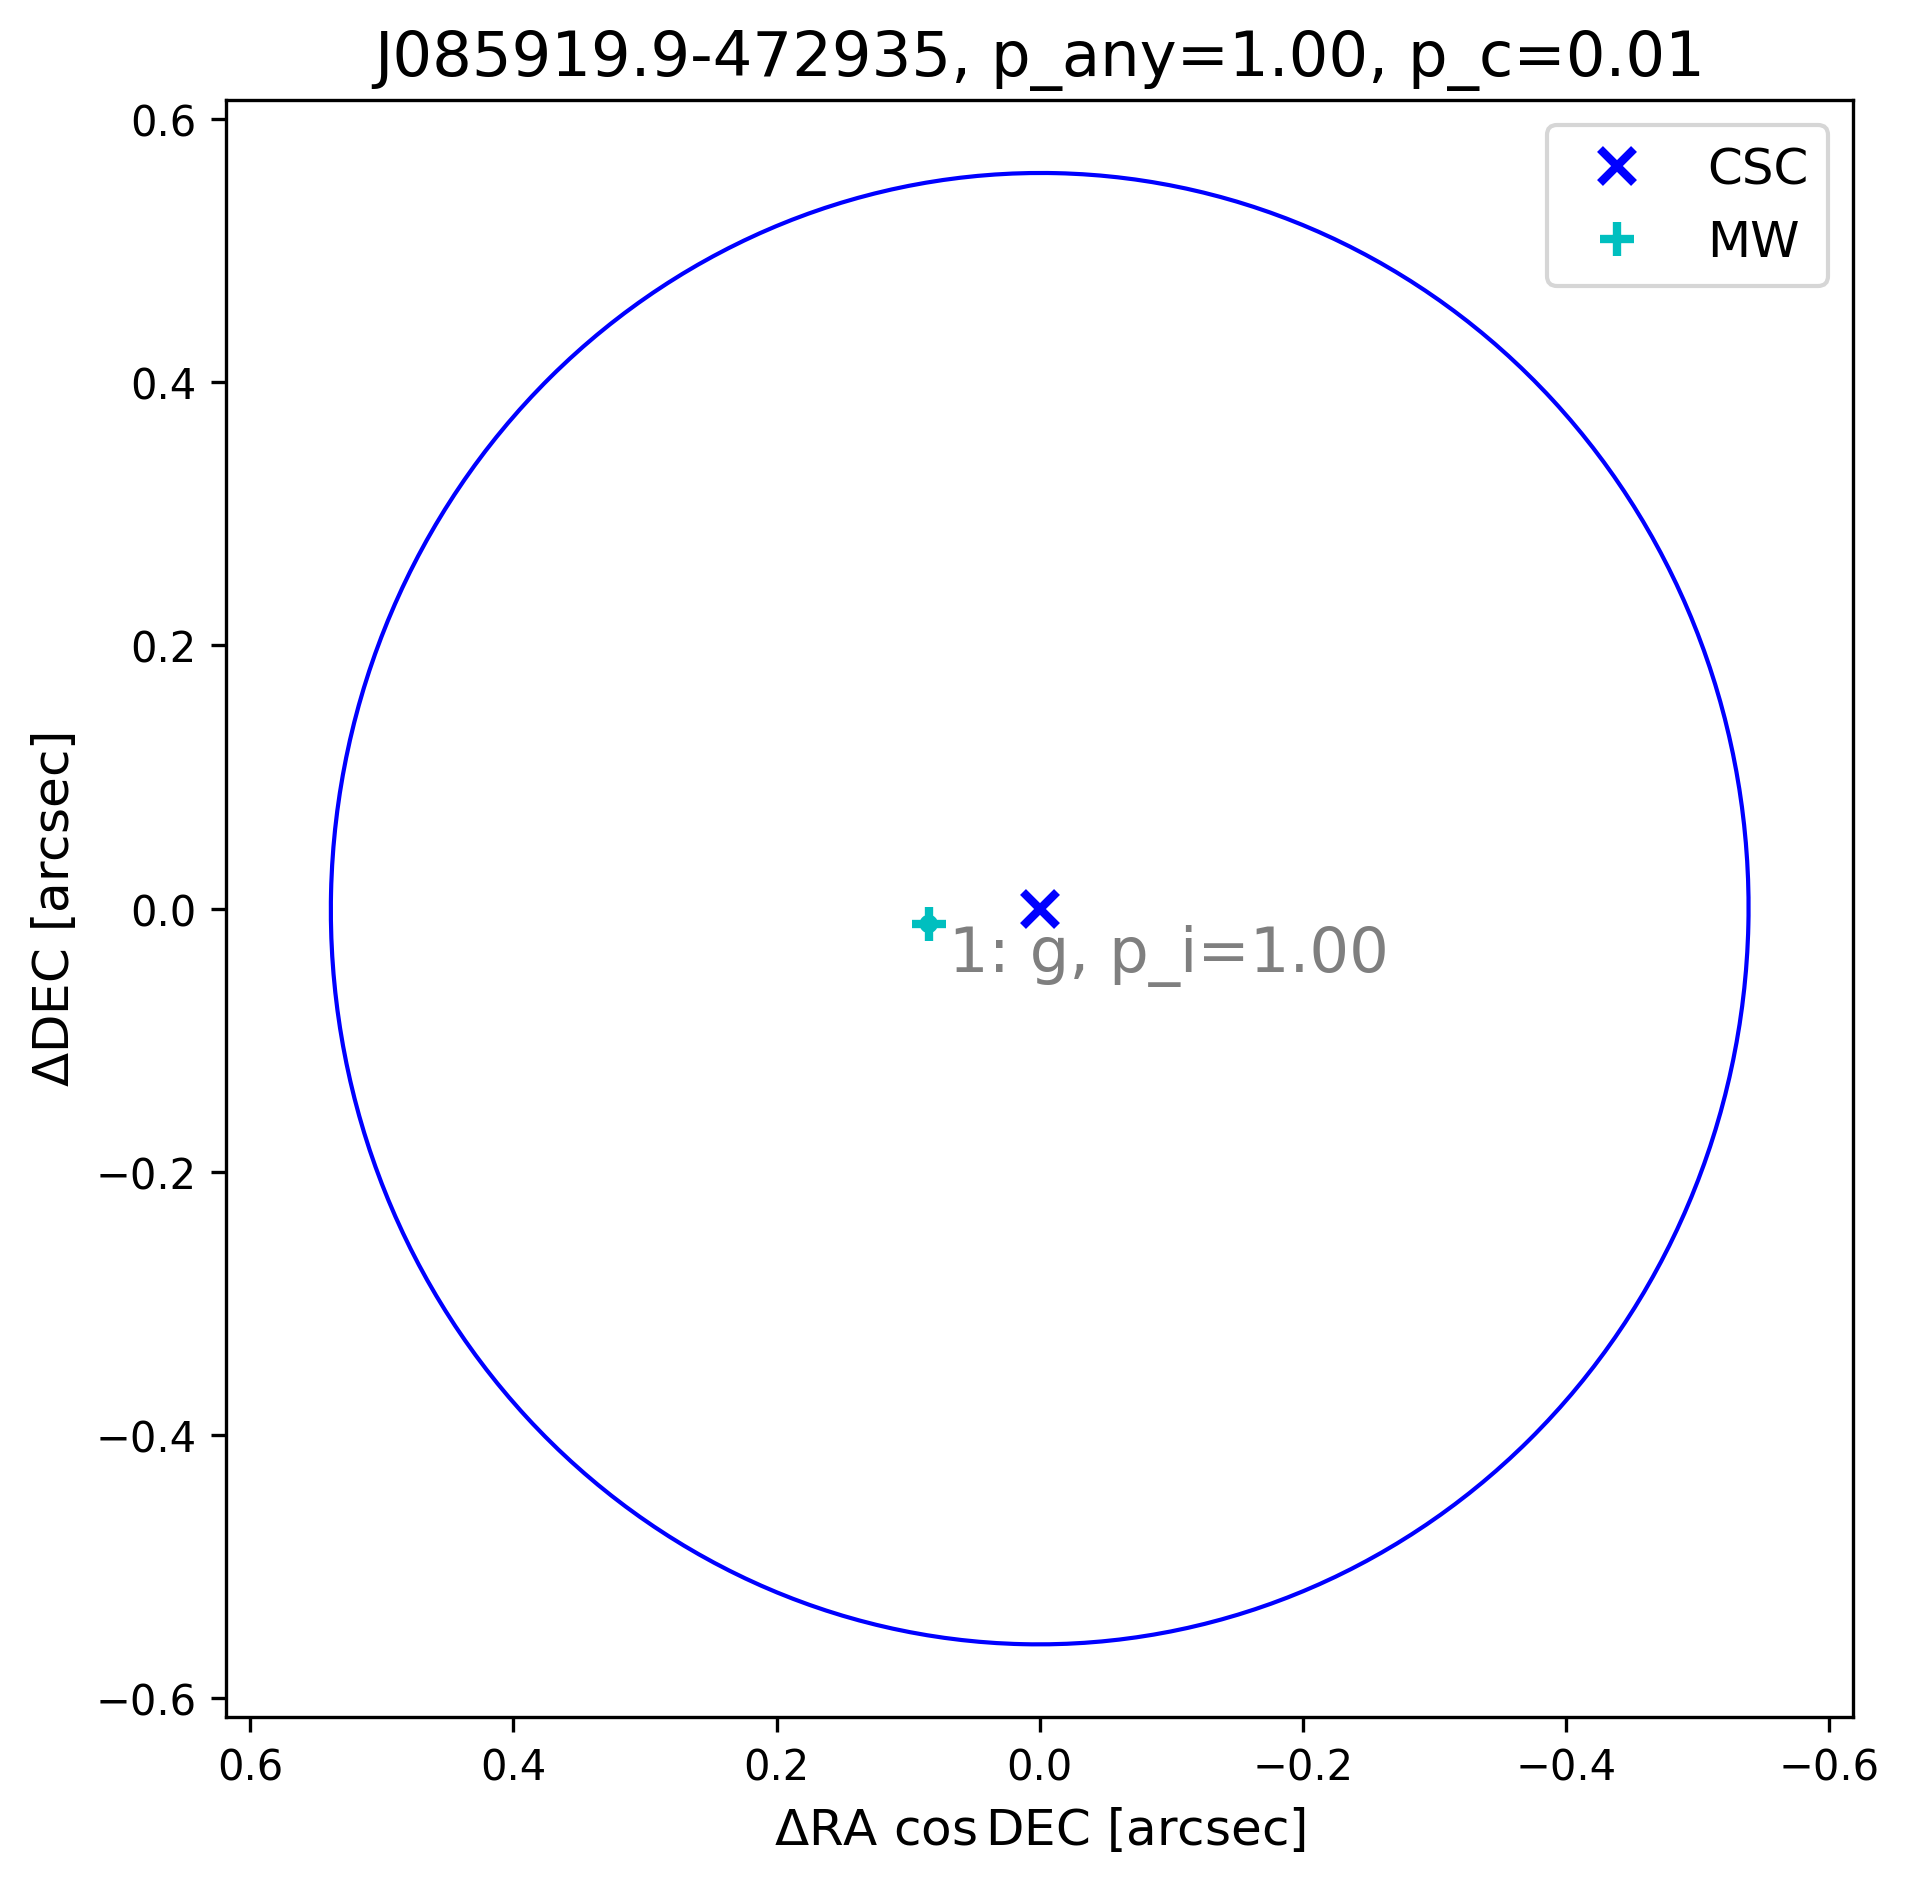 J085919.9-472935, p_any=1.00, p_c=0.01
CSC
MW
0.6
0.4
0.2
0.0
−0.2
−0.4
−0.6
ΔDEC [arcsec]
1: g, p_i=1.00
0.6 0.4 0.2 0.0 −0.2 −0.4 −0.6
ΔRA cos DEC [arcsec]